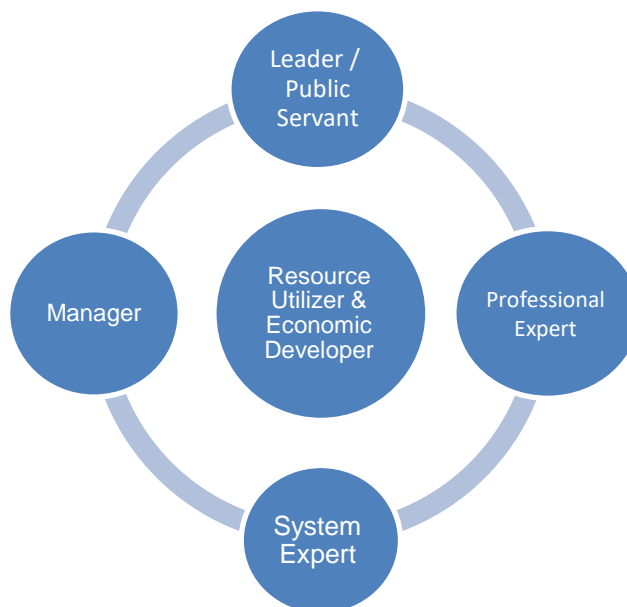 Leader /
Public
Servant
Resource
Utilizer &
Economic
Developer
Manager
Professional
Expert
System
Expert